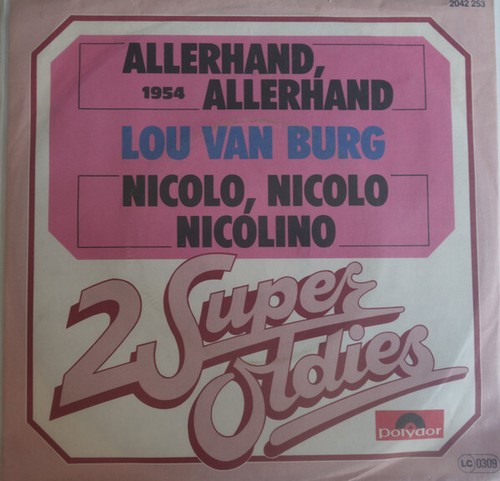 2042 253
ALLERHAND,
1954 ALLERHAND
LOU VAN BURG
NICOLO, NICOLO
NICOLINO
2 Super
Oldies
polydor
LC 0309